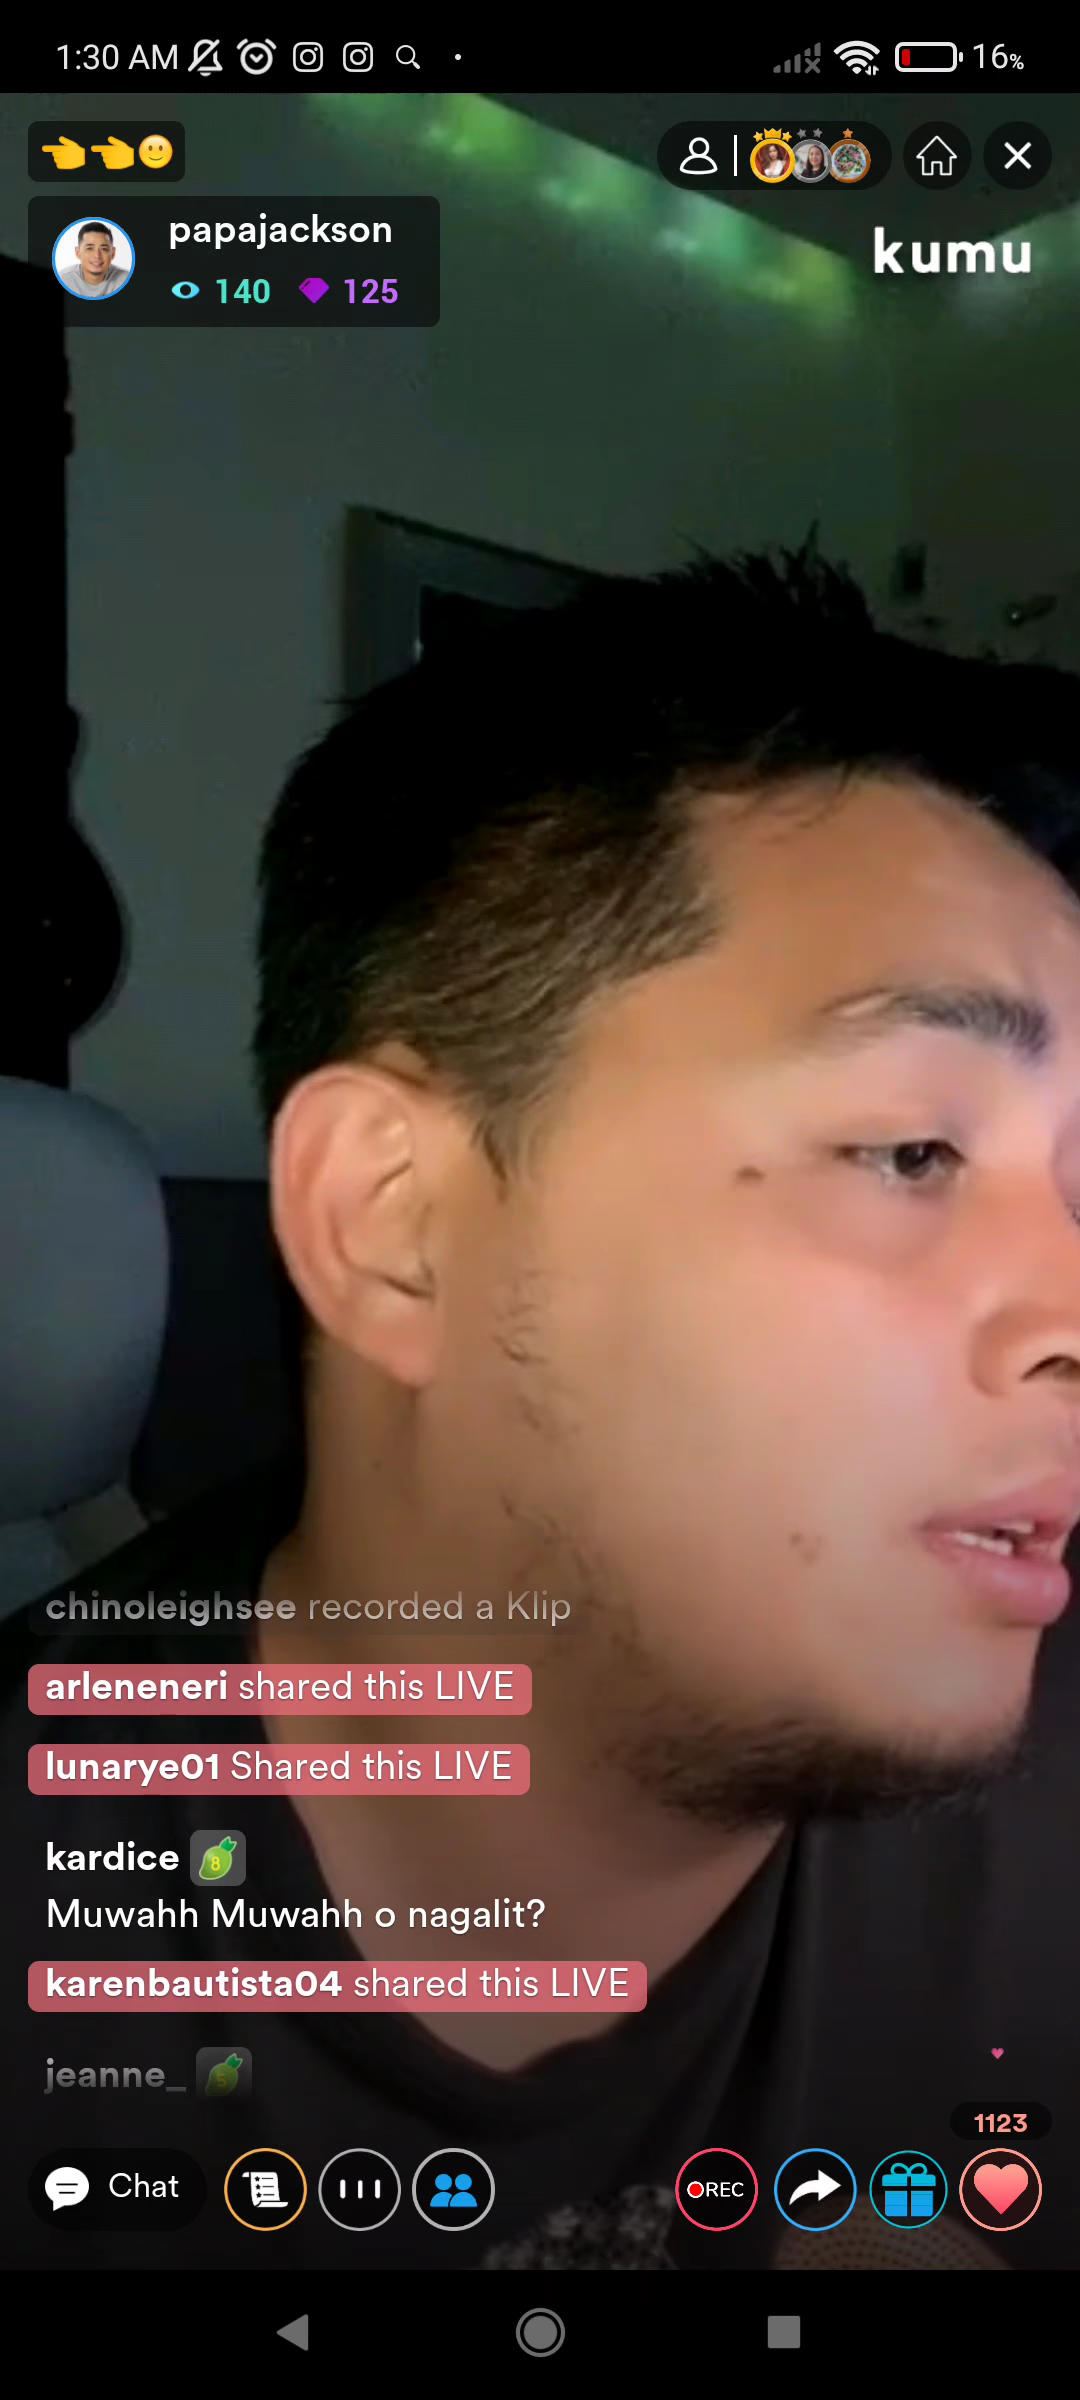 1:30 AM
16%
papajackson
140 125
kumu
chinoleighsee recorded a Klip
arleneneri shared this LIVE
lunarye01 Shared this LIVE
kardice 8
Muwahh Muwahh o nagalit?
karenbautista04 shared this LIVE
jeanne_ 5
1123
Chat
REC